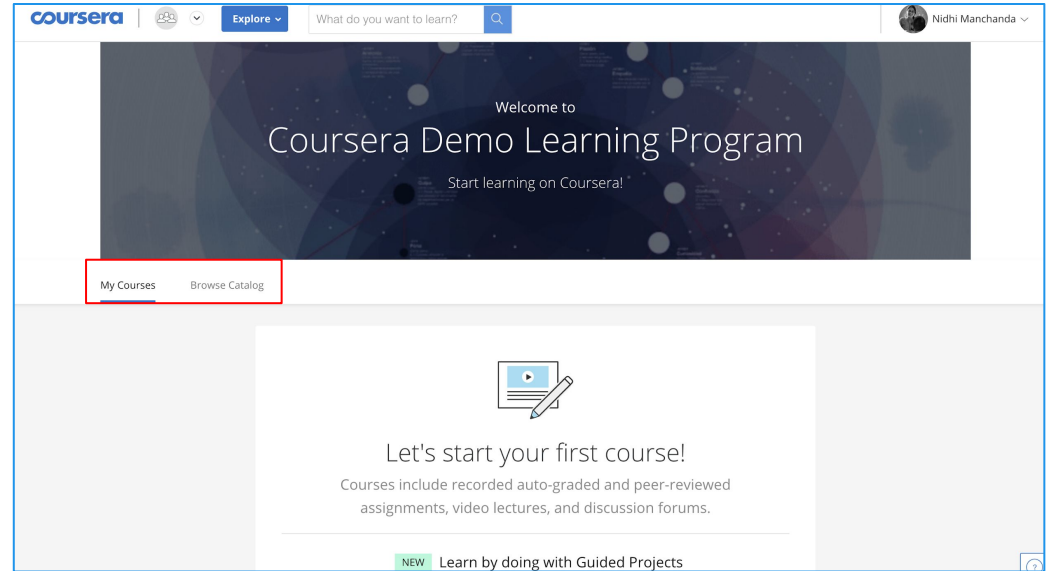 coursera
Explore
What do you want to learn?
Nidhi Manchanda
Welcome to
Coursera Demo Learning Program
Start learning on Coursera!
My Courses
Browse Catalog
Let's start your first course!
Courses include recorded auto-graded and peer-reviewed
assignments, video lectures, and discussion forums.
NEW Learn by doing with Guided Projects
?